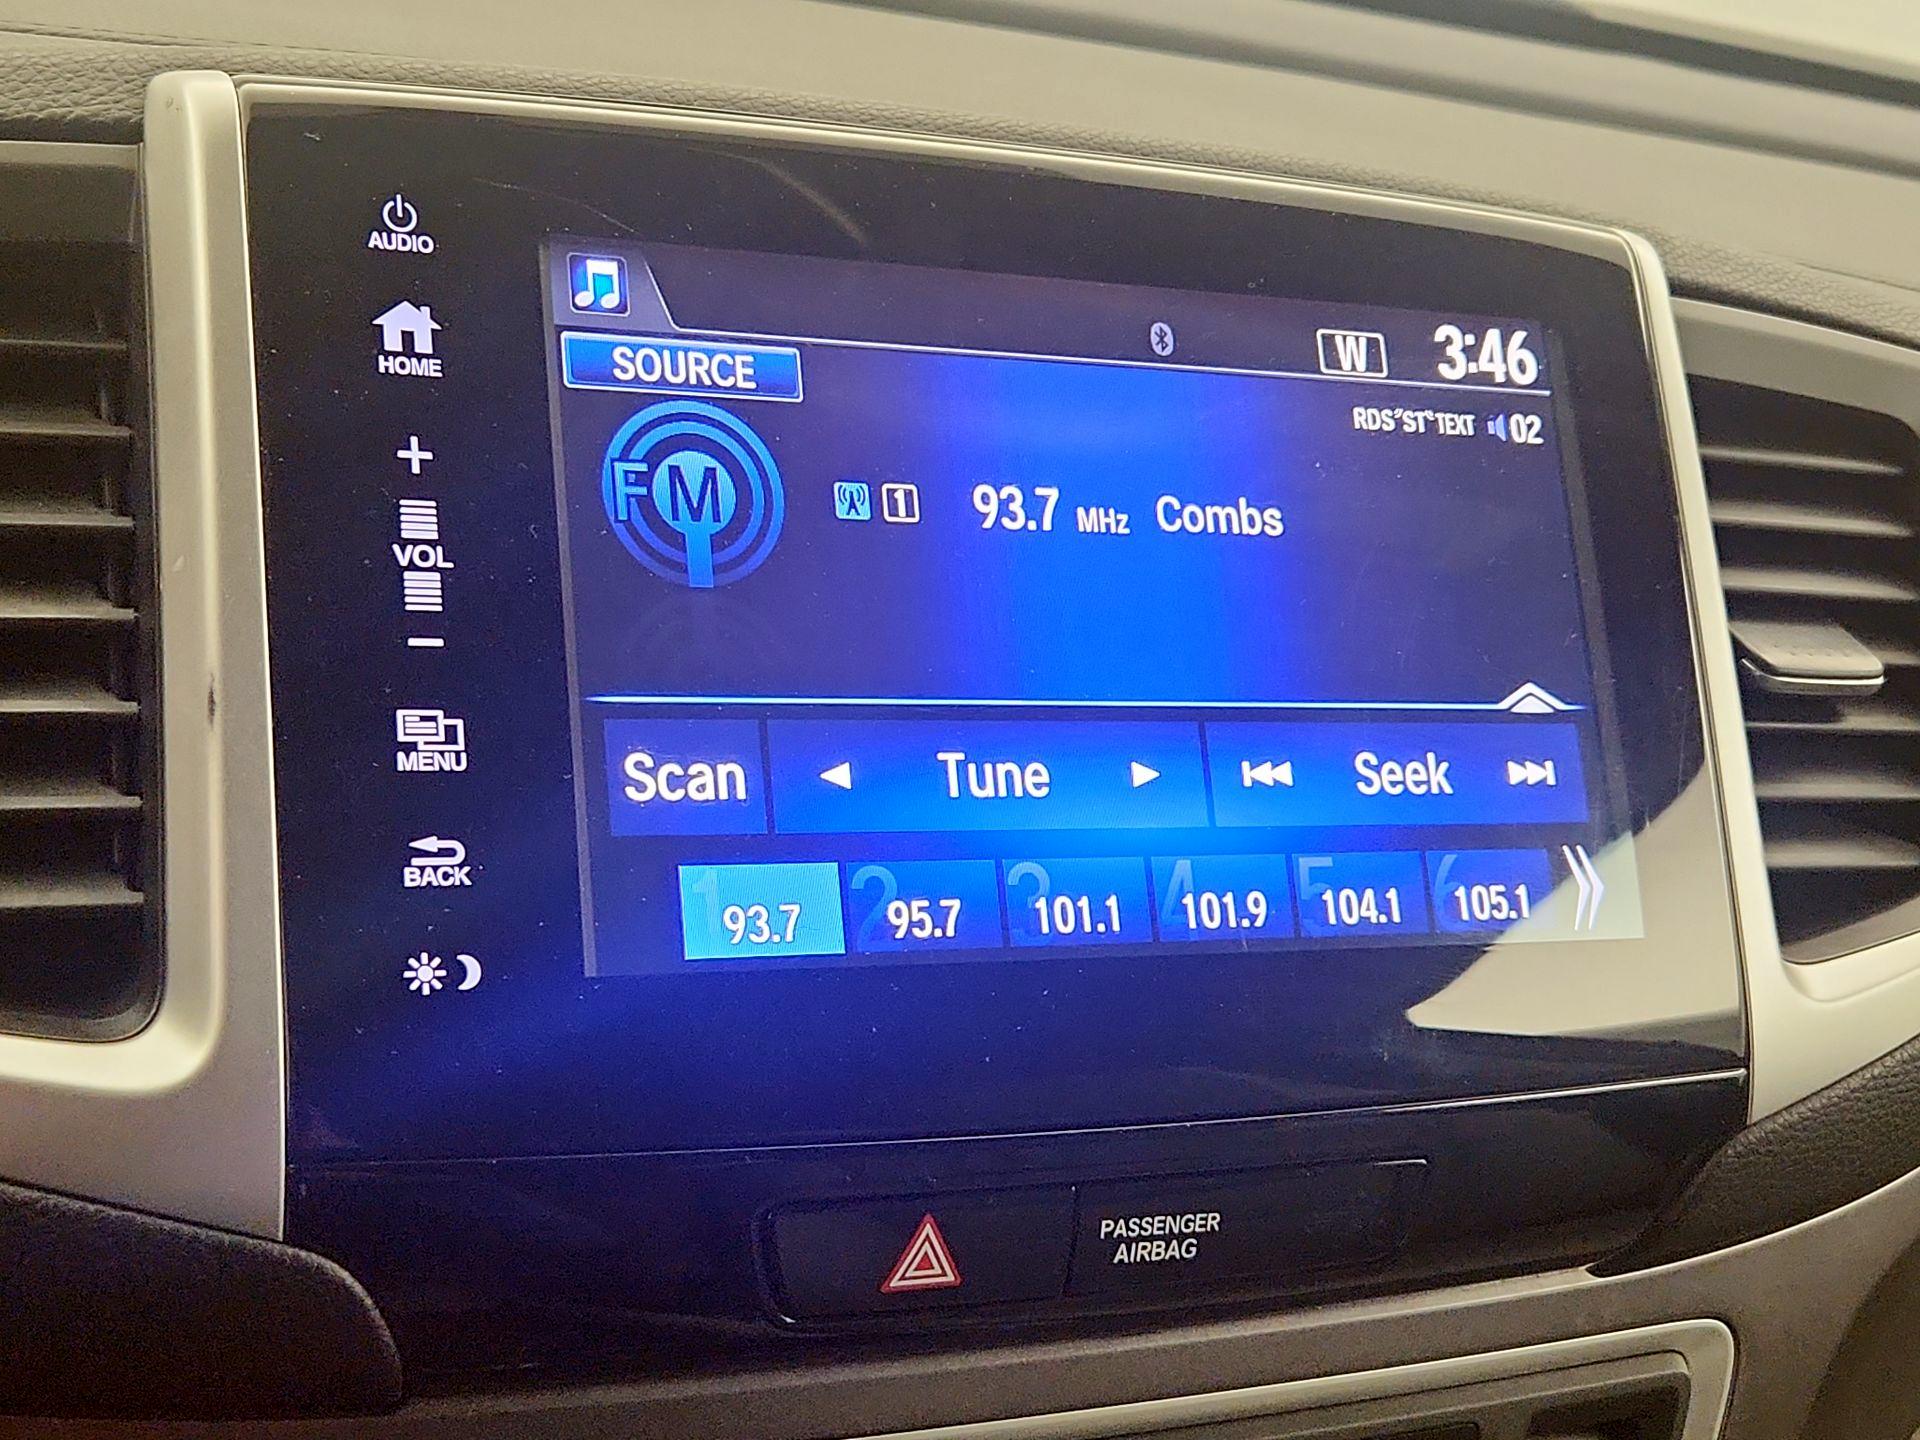 AUDIO
HOME
+
VOL
−
MENU
BACK
SOURCE
W 3:46
RDS ST TEXT 02
FM
1 93.7 MHz Combs
Scan Tune Seek
1 93.7
2 95.7
3 101.1
4 101.9
5 104.1
6 105.1
PASSENGER
AIRBAG